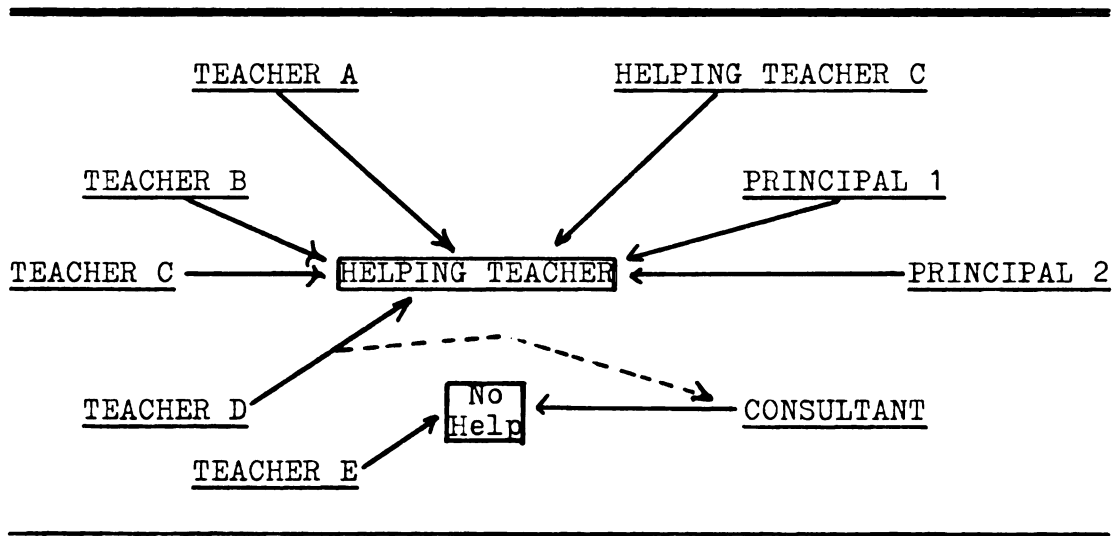 TEACHER A
HELPING TEACHER C
TEACHER B
PRINCIPAL 1
TEACHER C
HELPING TEACHER
PRINCIPAL 2
TEACHER D
No
Help
CONSULTANT
TEACHER E